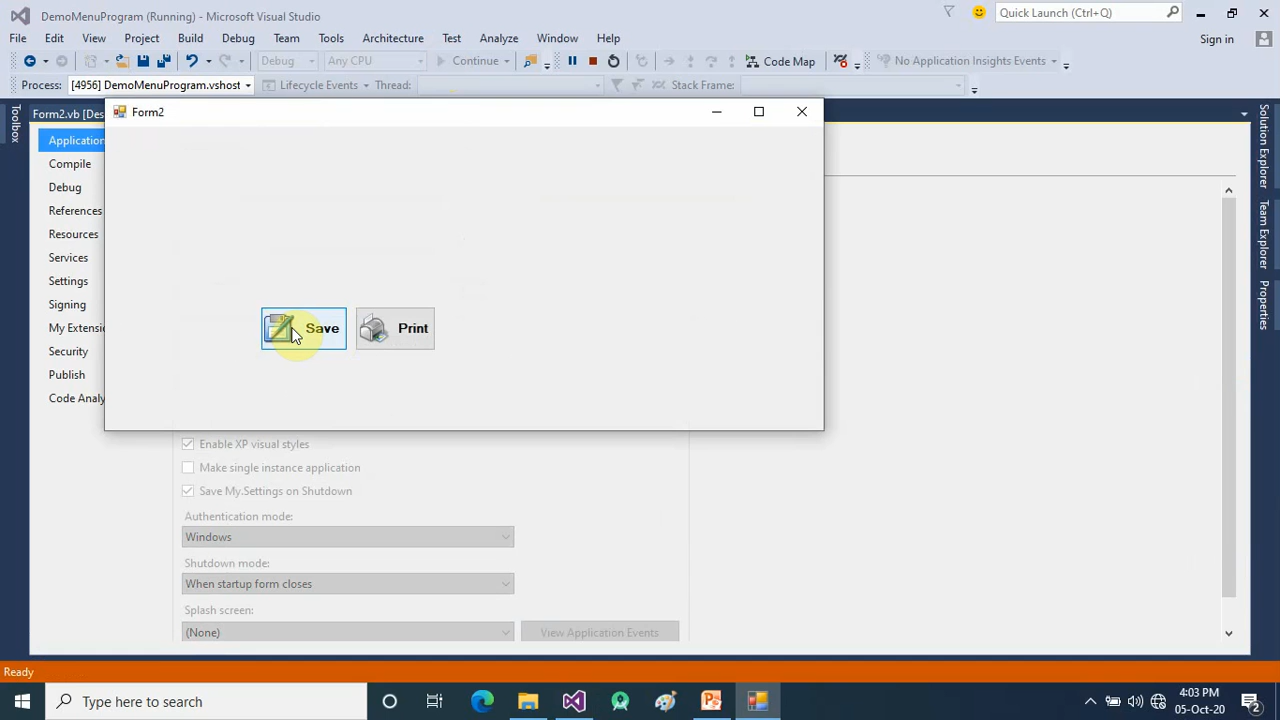 DemoMenuProgram (Running) - Microsoft Visual Studio
Quick Launch (Ctrl+Q)
File Edit View Project Build Debug Team Tools Architecture Test Analyze Window Help
Sign in
Debug Any CPU Continue Code Map No Application Insights Event
Process: [4956] DemoMenuProgram.vshost Lifecycle Events Thread: Stack Frame:
Toolbox
Form2.vb [Des
Form2
Application
Compile
Debug
References
Resources
Services
Settings
Signing
My Extensio
Security
Publish
Code Analy
Save
Print
Enable XP visual styles
Make single instance application
Save My.Settings on Shutdown
Authentication mode:
Windows
Shutdown mode:
When startup form closes
Splash screen:
(None)
View Application Events
Solution Explorer
Team Explorer
Properties
Ready
Type here to search
4:03 PM
05-Oct-20
2